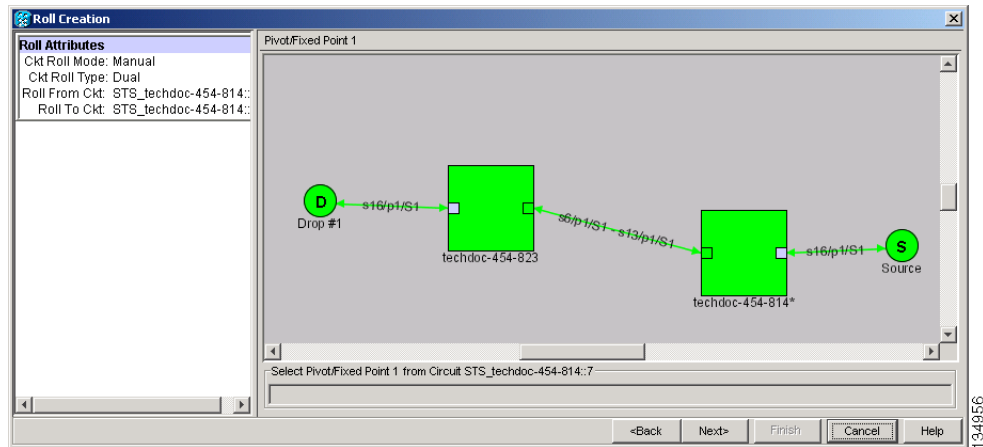 Roll Creation
Roll Attributes
Ckt Roll Mode: Manual
Ckt Roll Type: Dual
Roll From Ckt: STS_techdoc-454-814::
Roll To Ckt: STS_techdoc-454-814::
Pivot/Fixed Point 1
D
s16/p1/S1
Drop #1
techdoc-454-823
s6/p1/S1 - s13/p1/S1
s16/p1/S1
S
Source
techdoc-454-814*
Select Pivot/Fixed Point 1 from Circuit STS_techdoc-454-814::7
<Back
Next>
Finish
Cancel
Help
134956